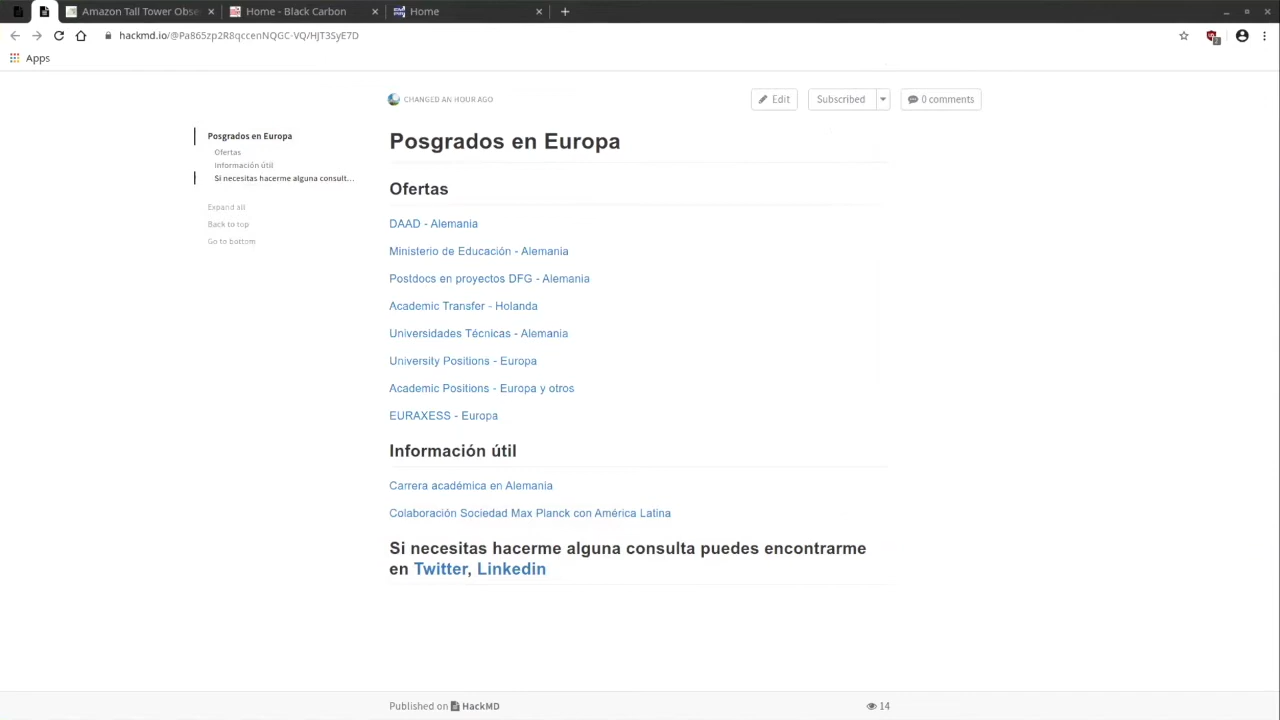 Amazon Tall Tower Obse
Home - Black Carbon
Home
hackmd.io/@Pa865zp2R8qccenNQGC-VQ/HJT3SyE7D
Apps
CHANGED AN HOUR AGO
Edit
Subscribed
0 comments
Posgrados en Europa
Ofertas
Información útil
Si necesitas hacerme alguna consult...
Expand all
Back to top
Go to bottom
Posgrados en Europa
Ofertas
DAAD - Alemania
Ministerio de Educación - Alemania
Postdocs en proyectos DFG - Alemania
Academic Transfer - Holanda
Universidades Técnicas - Alemania
University Positions - Europa
Academic Positions - Europa y otros
EURAXESS - Europa
Información útil
Carrera académica en Alemania
Colaboración Sociedad Max Planck con América Latina
Si necesitas hacerme alguna consulta puedes encontrarme
en Twitter, Linkedin
Published on HackMD
14